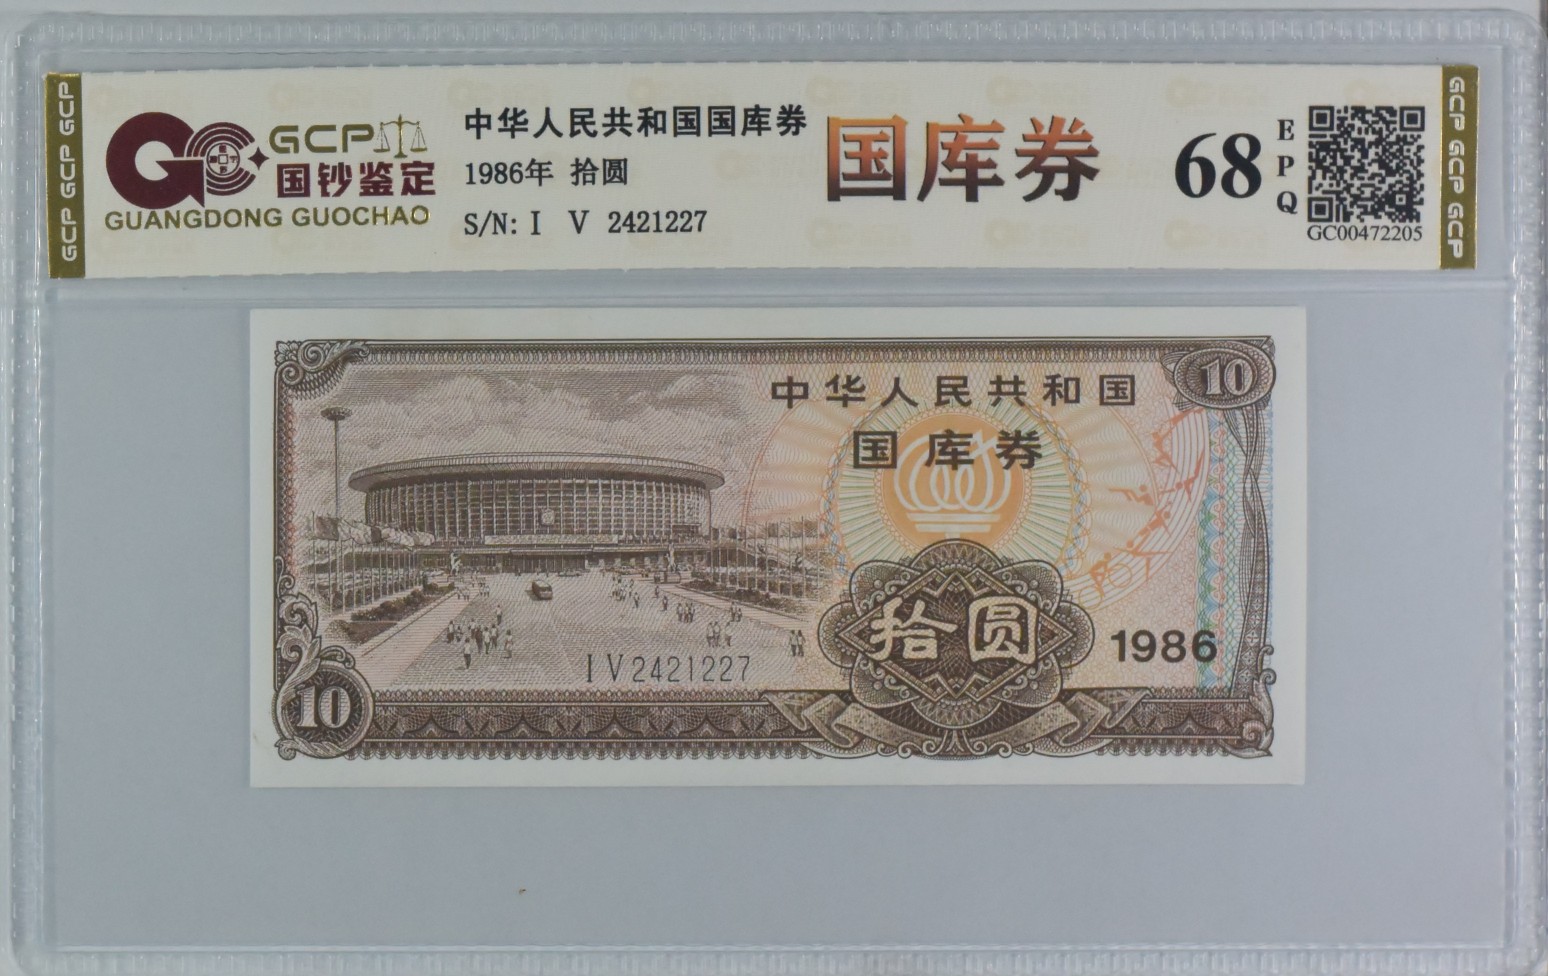 GCP GCP GCP
GCP
国钞鉴定
GUANGDONG GUOCHAO
中华人民共和国国库券
1986年 拾圆
S/N: I V 2421227
国库券
68
EPQ
GC00472205
GCP GCP GCP
中华人民共和国
国库券
10
拾圆
1986
IV2421227
10